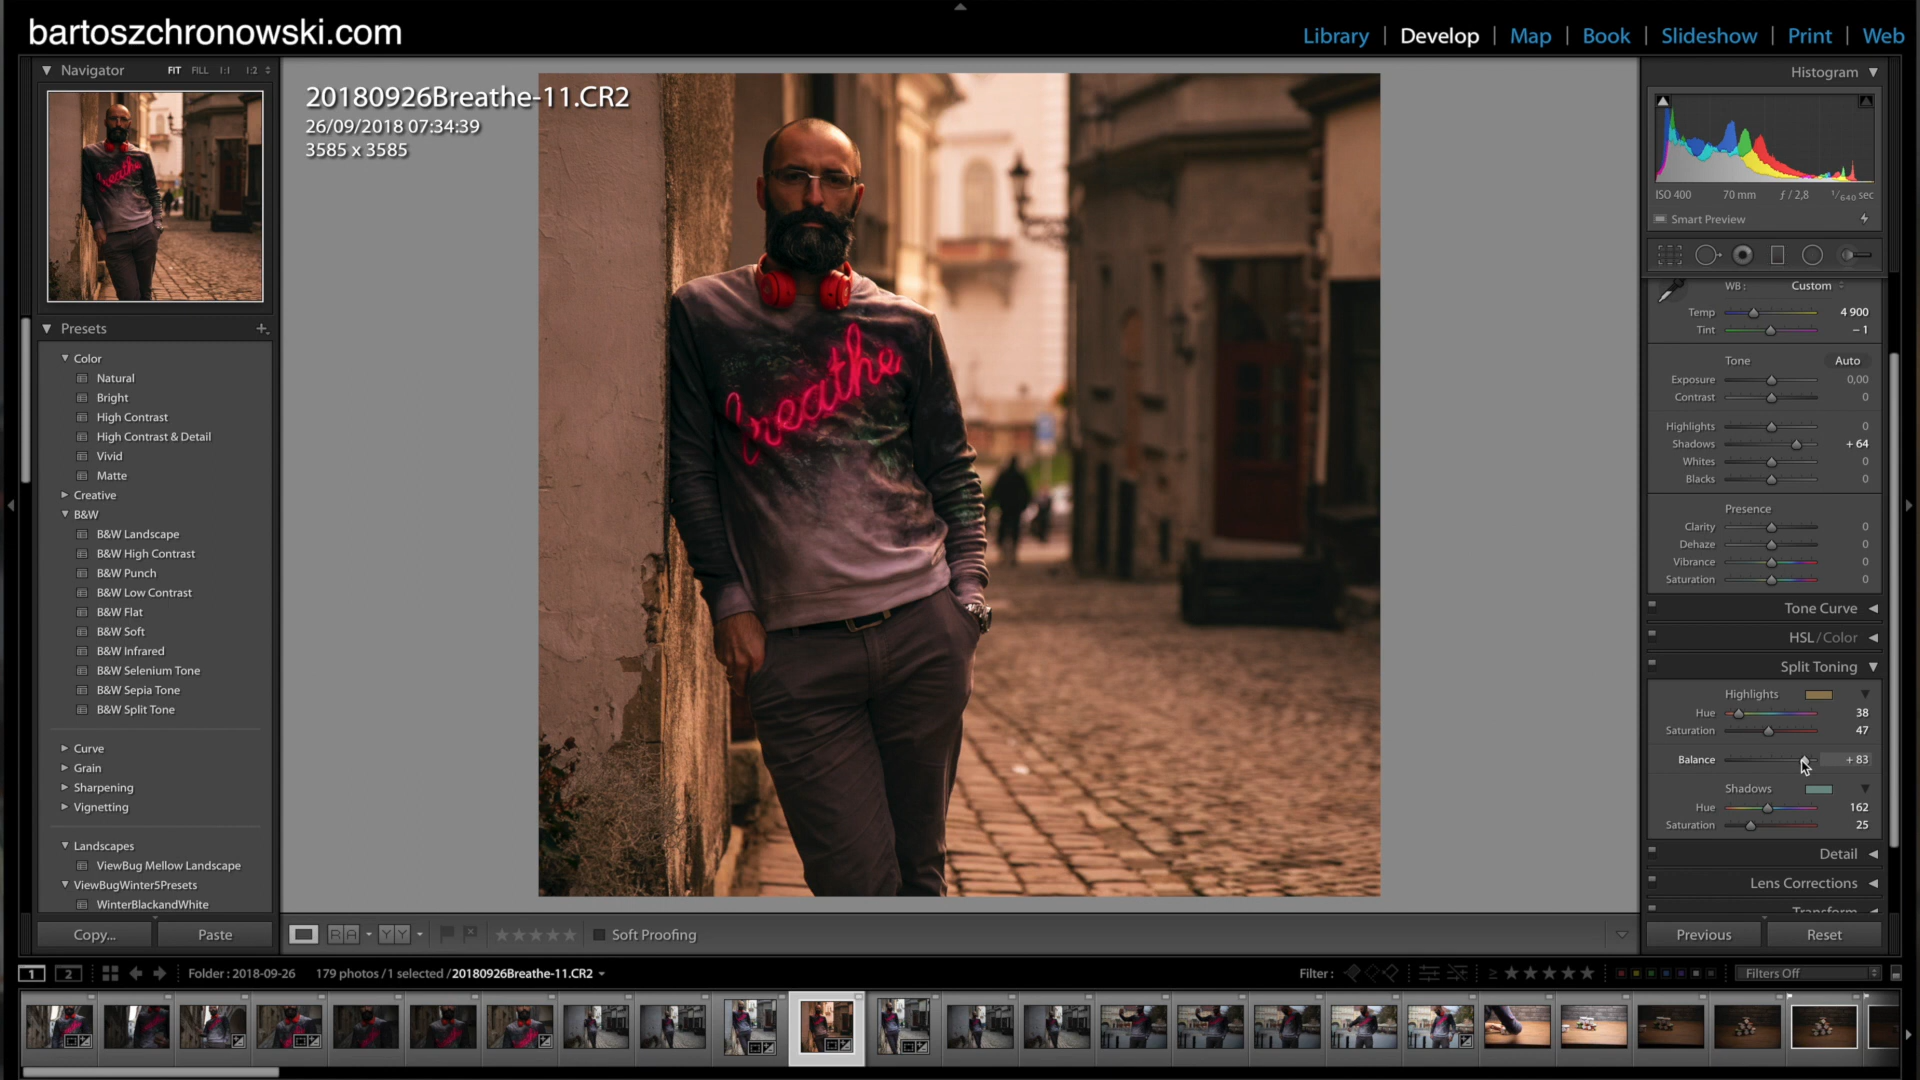 bartoszchronowski.com
Library | Develop | Map | Book | Slideshow | Print | Web
Navigator FIT FILL 1:1 1:2
Presets +
Color
Natural
Bright
High Contrast
High Contrast & Detail
Vivid
Matte
Creative
B&W
B&W Landscape
B&W High Contrast
B&W Punch
B&W Low Contrast
B&W Flat
B&W Soft
B&W Infrared
B&W Selenium Tone
B&W Sepia Tone
B&W Split Tone
Curve
Grain
Sharpening
Vignetting
Landscapes
ViewBug Mellow Landscape
ViewBugWinter5Presets
WinterBlackandWhite
Copy... Paste
20180926Breathe-11.CR2
26/09/2018 07:34:39
3585 x 3585
breathe
Histogram
ISO 400 70 mm ƒ / 2,8 1/640 sec
Smart Preview
WB : Custom
Temp 4 900
Tint – 1
Tone Auto
Exposure 0,00
Contrast 0
Highlights 0
Shadows + 64
Whites 0
Blacks 0
Presence
Clarity 0
Dehaze 0
Vibrance 0
Saturation 0
Tone Curve
HSL / Color
Split Toning
Highlights
Hue 38
Saturation 47
Balance + 83
Shadows
Hue 162
Saturation 25
Detail
Lens Corrections
Transform
Previous Reset
R A Y Y Soft Proofing
1 2 Folder : 2018-09-26 179 photos / 1 selected / 20180926Breathe-11.CR2 Filter : ≥ ★★★★★ Filters Off